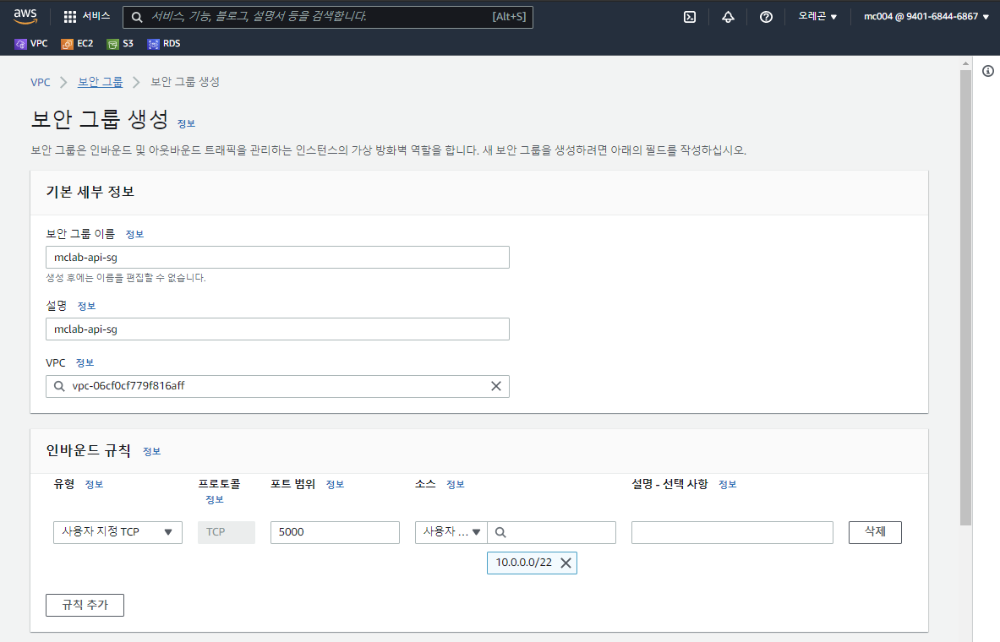 aws 서비스 서비스, 기능, 블로그, 설명서 등을 검색합니다. [Alt+S] 오레곤 ▼ mc004 @ 9401-6844-6867 ▼
VPC EC2 S3 RDS
VPC > 보안 그룹 > 보안 그룹 생성
보안 그룹 생성 정보
보안 그룹은 인바운드 및 아웃바운드 트래픽을 관리하는 인스턴스의 가상 방화벽 역할을 합니다. 새 보안 그룹을 생성하려면 아래의 필드를 작성하십시오.
기본 세부 정보
보안 그룹 이름 정보
mclab-api-sg
생성 후에는 이름을 편집할 수 없습니다.
설명 정보
mclab-api-sg
VPC 정보
vpc-06cf0cf779f816aff
인바운드 규칙 정보
유형 정보 프로토콜 포트 범위 정보 소스 정보 설명 - 선택 사항 정보
정보
사용자 지정 TCP TCP 5000 사용자 ... 삭제
10.0.0.0/22
규칙 추가